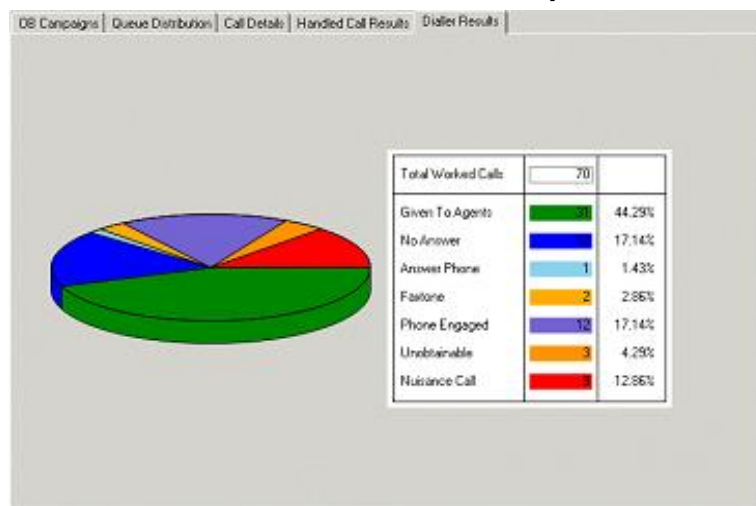 OB Campaigns Queue Distribution Call Details Handled Call Results Dialler Results
Total Worked Calls 70
Given To Agents 31 44.29%
No Answer 17.14%
Answer Phone 1 1.43%
Fastone 2 2.86%
Phone Engaged 12 17.14%
Unobtainable 3 4.29%
Nuisance Call 9 12.86%